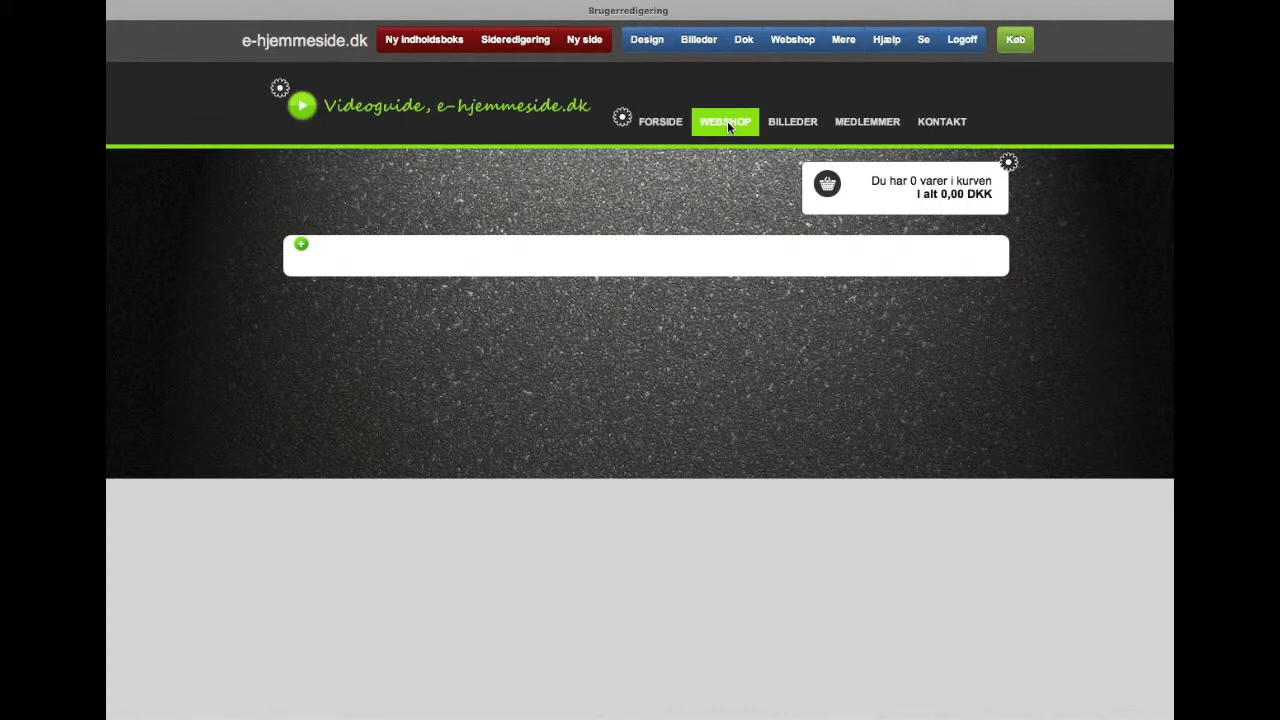 Brugerredigering
e-hjemmeside.dk Ny indholdsboks Sideredigering Ny side Design Billeder Dok Webshop Mere Hjælp Se Logoff Køb
Videoguide, e-hjemmeside.dk
FORSIDE WEBSHOP BILLEDER MEDLEMMER KONTAKT
Du har 0 varer i kurven
I alt 0,00 DKK